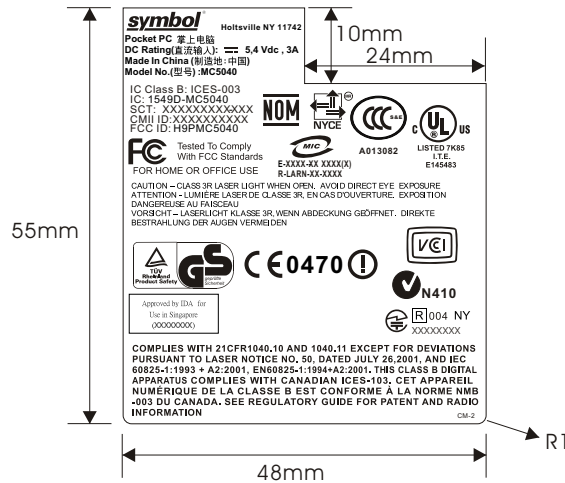 symbol® Holtsville NY 11742
Pocket PC 掌上电脑
DC Rating(直流输人): 5,4 Vdc , 3A
Made In China (制造地:中国)
Model No.(型号) :MC5040
10mm
24mm
IC Class B: ICES-003
IC: 1549D-MC5040
SCT: XXXXXXXXXXXX
CMII ID:XXXXXXXXXX
FCC ID: H9PMC5040
NOM
NYCE
CCC S&E
A013082
C UL® US
LISTED 7K85
I.T.E.
E145483
FC Tested To Comply
With FCC Standards
FOR HOME OR OFFICE USE
MIC
E-XXXX-XX XXXX(X)
R-LARN-XX-XXXX
CAUTION – CLASS 3R LASER LIGHT WHEN OPEN. AVOID DIRECT EYE EXPOSURE
ATTENTION - LUMIÈRE LASER DE CLASSE 3R, EN CAS D'OUVERTURE. EXPOSITION
DANGEREUSE AU FAISCEAU
VORSICHT – LASERLICHT KLASSE 3R, WENN ABDECKUNG GEÖFFNET. DIREKTE
BESTRAHLUNG DER AUGEN VERMEIDEN
55mm
TÜV
Rheinland
Product Safety
GS
geprüfte
Sicherheit
CE0470
VCI
N410
Approved by IDA for
Use in Singapore
(XXXXXXXX)
R 004 NY
XXXXXXXX
COMPLIES WITH 21CFR1040.10 AND 1040.11 EXCEPT FOR DEVIATIONS
PURSUANT TO LASER NOTICE NO. 50, DATED JULY 26,2001, AND IEC
60825-1:1993 + A2:2001, EN60825-1:1994+A2:2001. THIS CLASS B DIGITAL
APPARATUS COMPLIES WITH CANADIAN ICES-103. CET APPAREIL
NUMÉRIQUE DE LA CLASSE B EST CONFORME À LA NORME NMB
-003 DU CANADA. SEE REGULATORY GUIDE FOR PATENT AND RADIO
INFORMATION
CM-2
R1
48mm